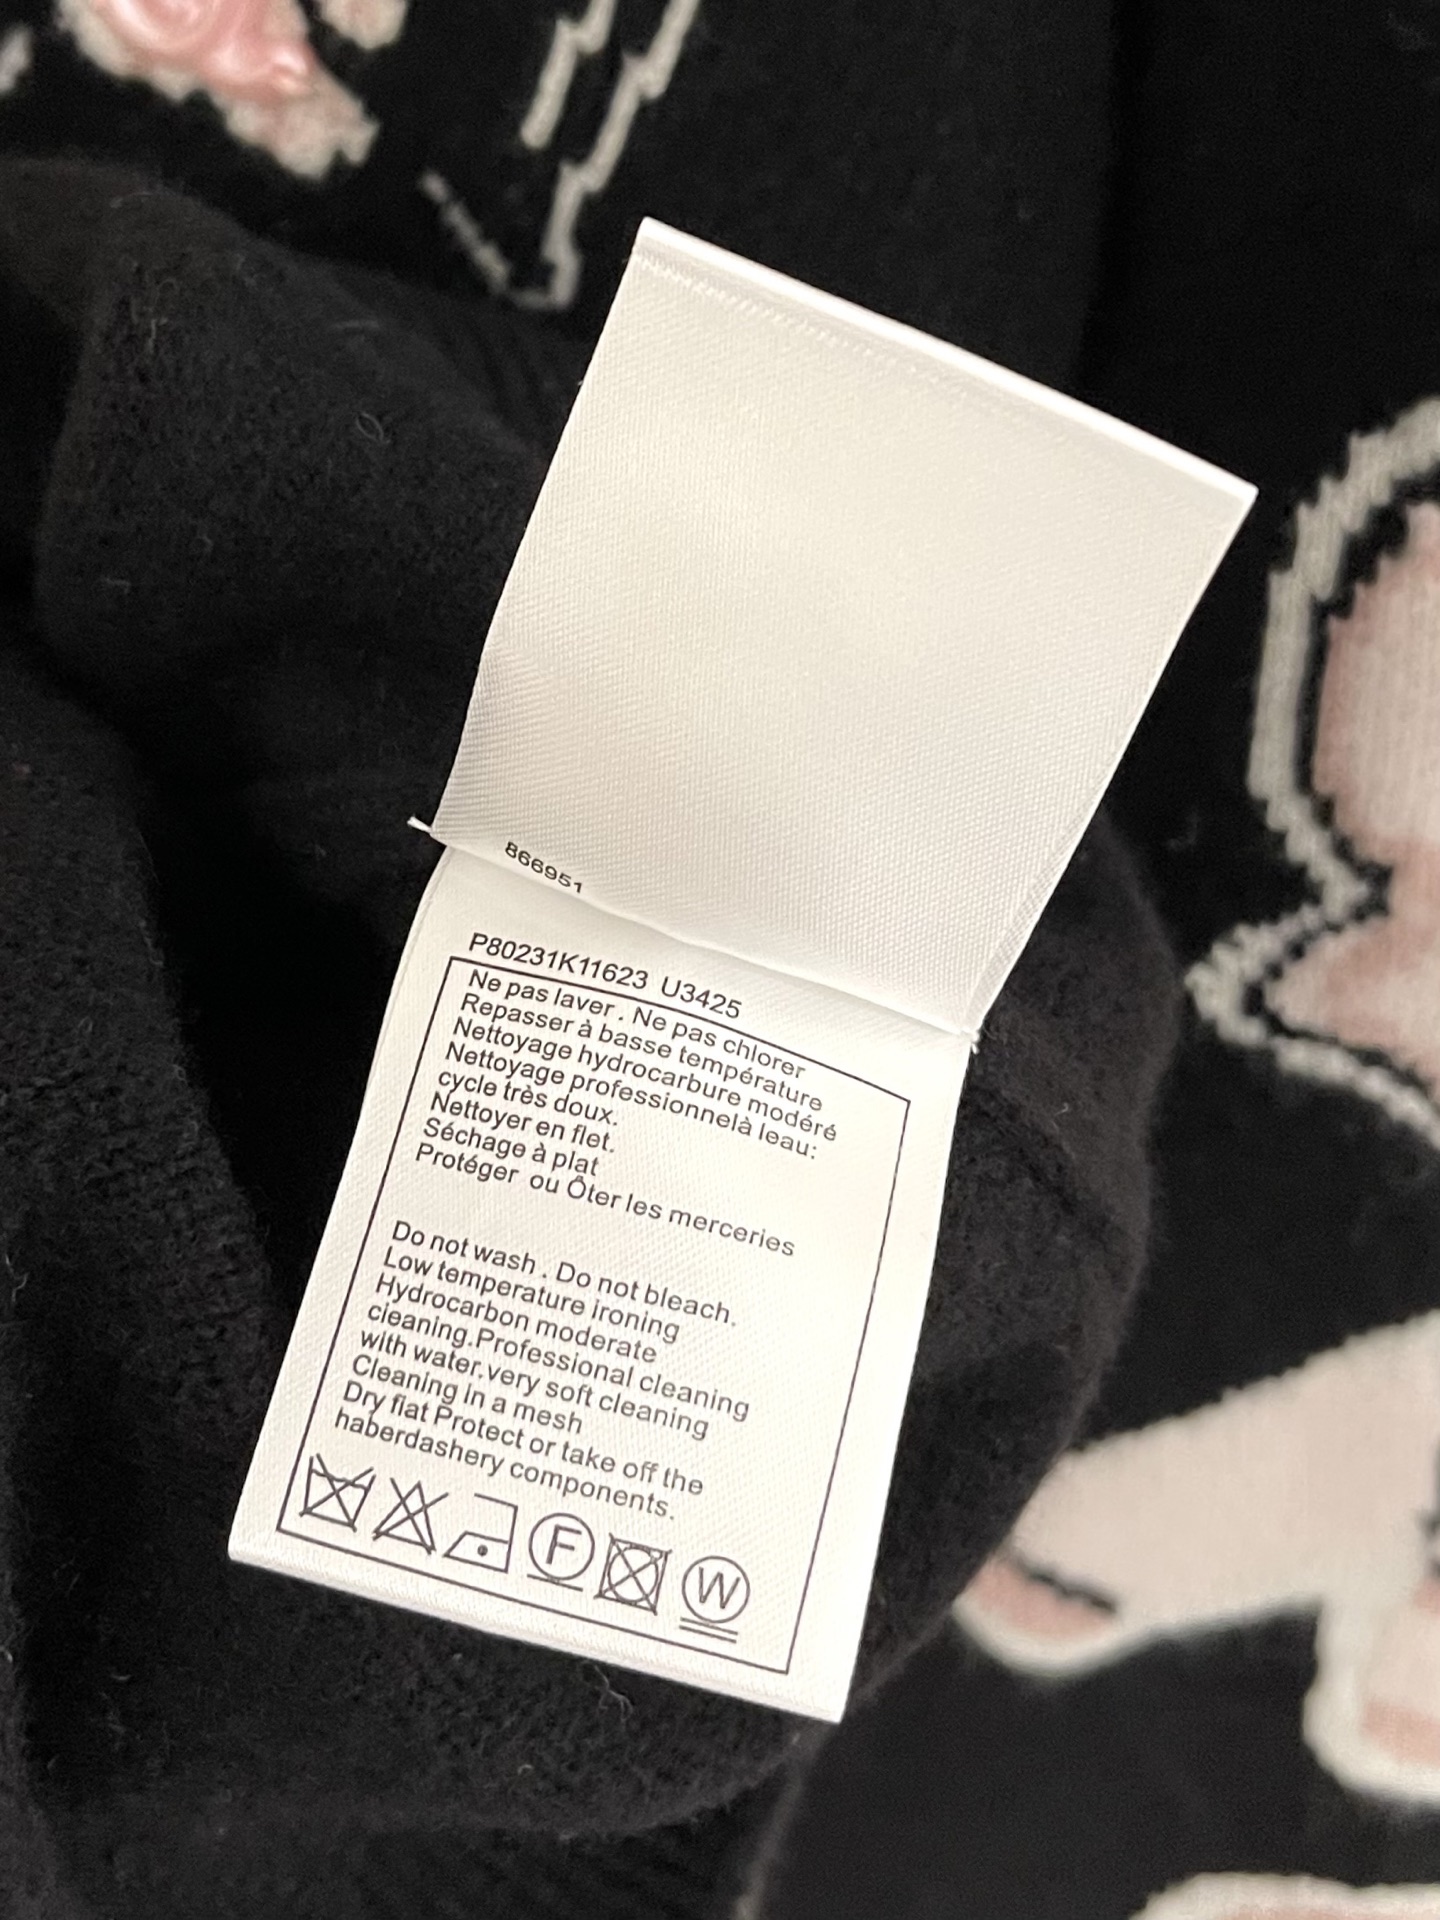 866951
P80231K11623 U3425
Ne pas laver . Ne pas chlorer
Repasser à basse température
Nettoyage hydrocarbure modéré
Nettoyage professionnelà leau:
cycle très doux.
Nettoyer en flet.
Séchage à plat
Protéger ou Ôter les merceries
Do not wash . Do not bleach.
Low temperature ironing
Hydrocarbon moderate
cleaning.Professional cleaning
with water.very soft cleaning
Cleaning in a mesh
Dry flat Protect or take off the
haberdashery components.
F W